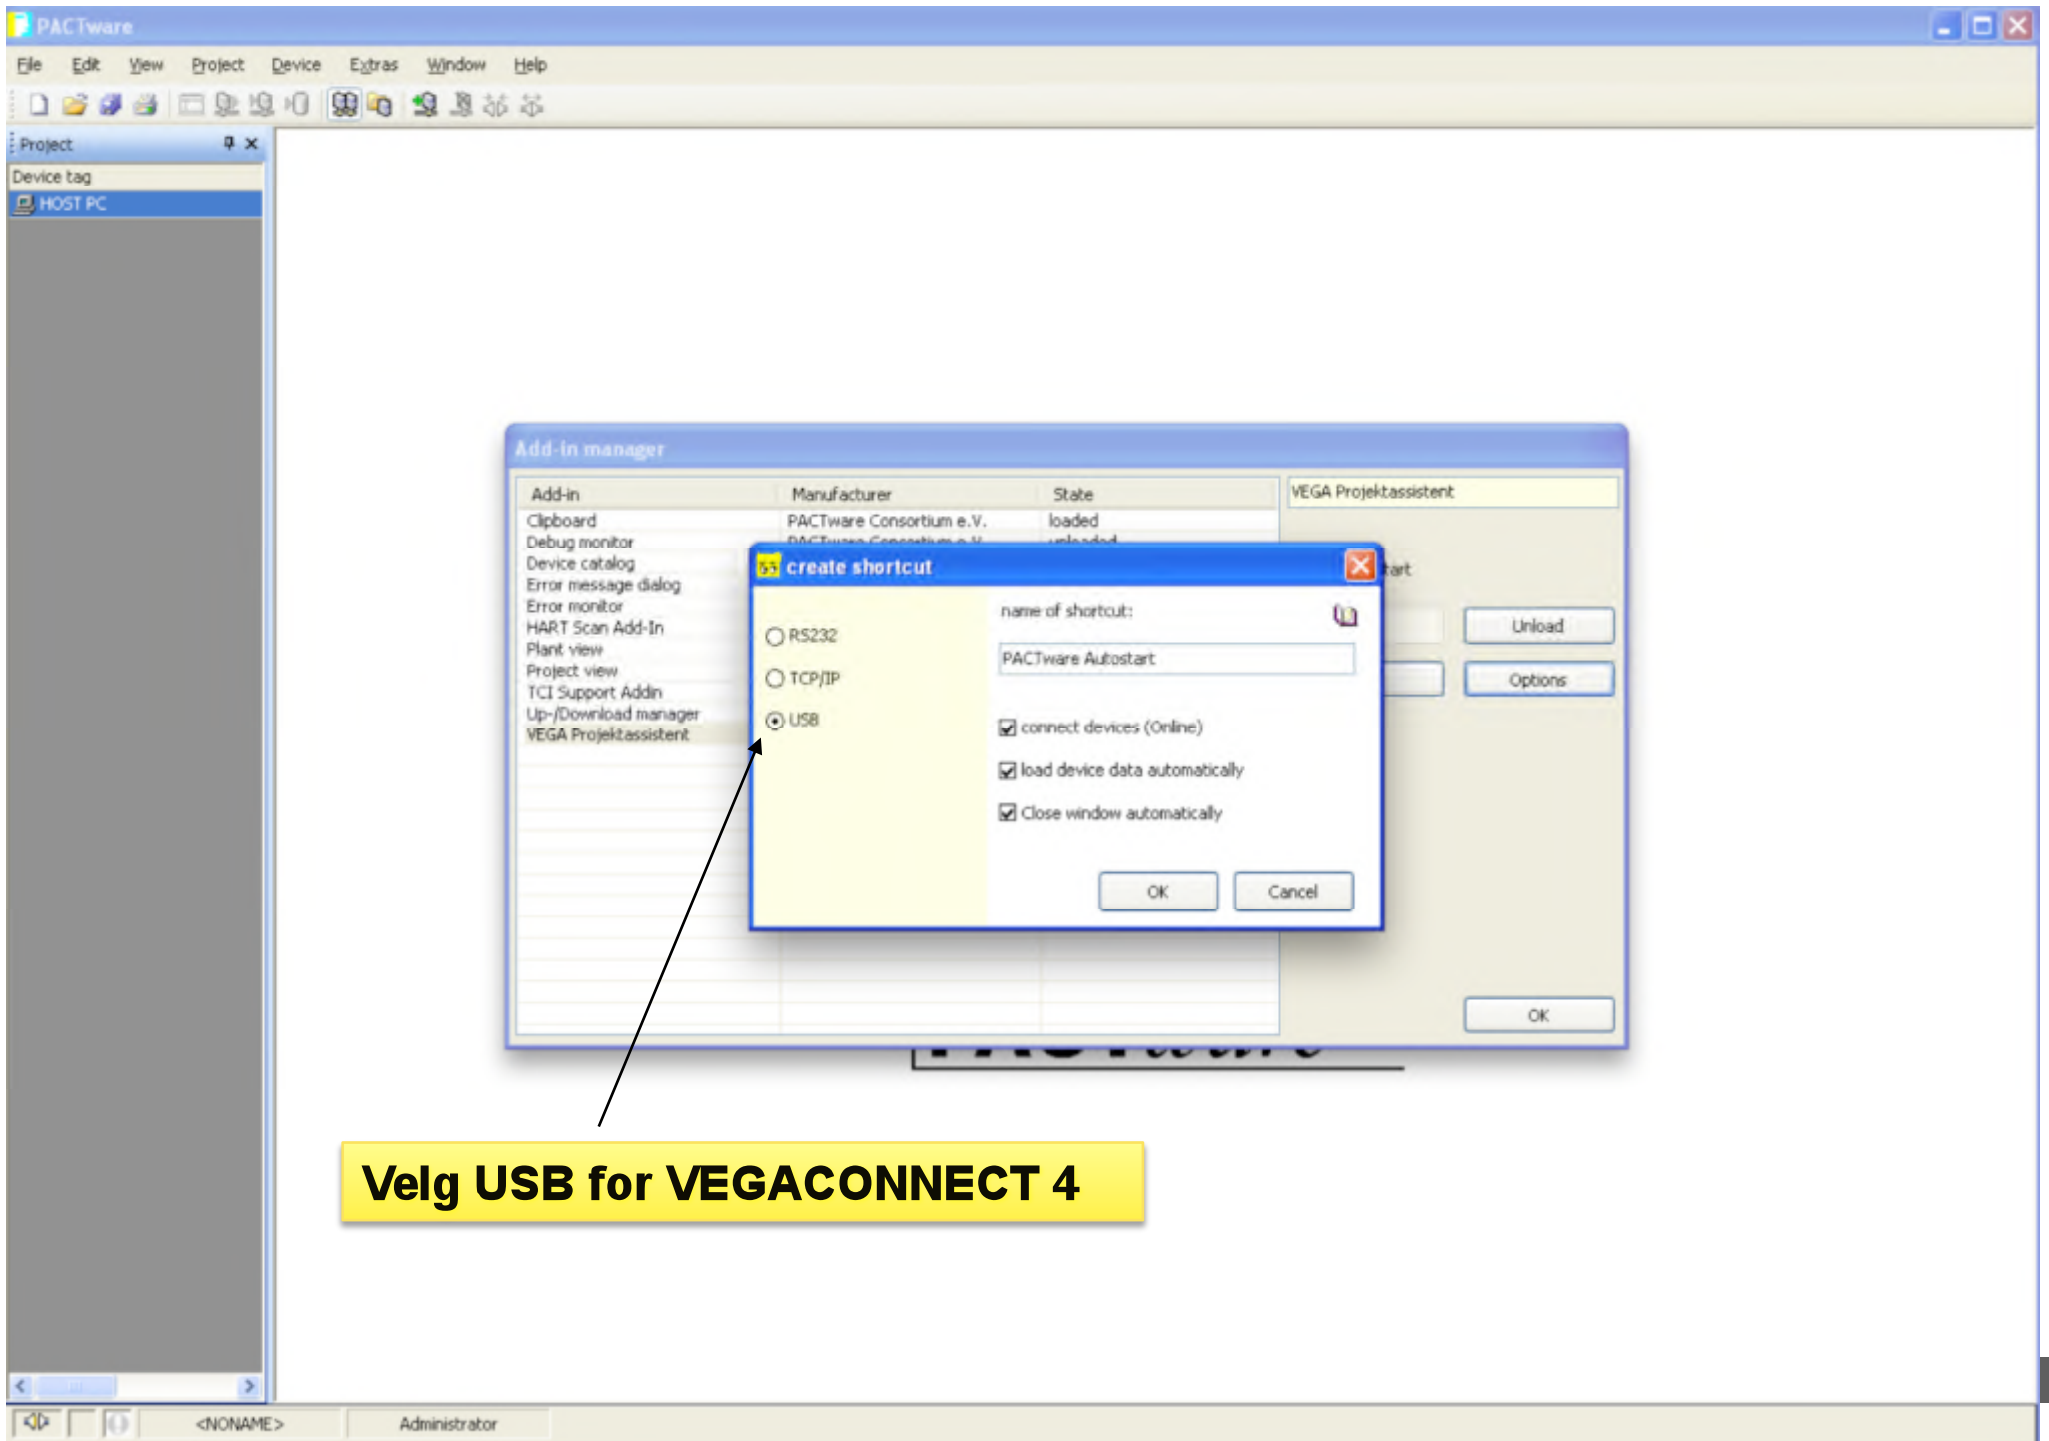 PACTware
File Edit View Project Device Extras Window Help
Project
Device tag
HOST PC
Add-in manager
Add-in Manufacturer State
VEGA Projektassistent
Clipboard PACTware Consortium e.V. loaded
Debug monitor PACTware Consortium e.V. unloaded
Device catalog
Error message dialog
Error monitor
HART Scan Add-In
Plant view
Project view
TCI Support Addin
Up-/Download manager
VEGA Projektassistent
create shortcut
RS232
TCP/IP
USB
name of shortcut:
PACTware Autostart
connect devices (Online)
load device data automatically
Close window automatically
OK Cancel
Unload
Options
OK
Velg USB for VEGACONNECT 4
<NONAME> Administrator